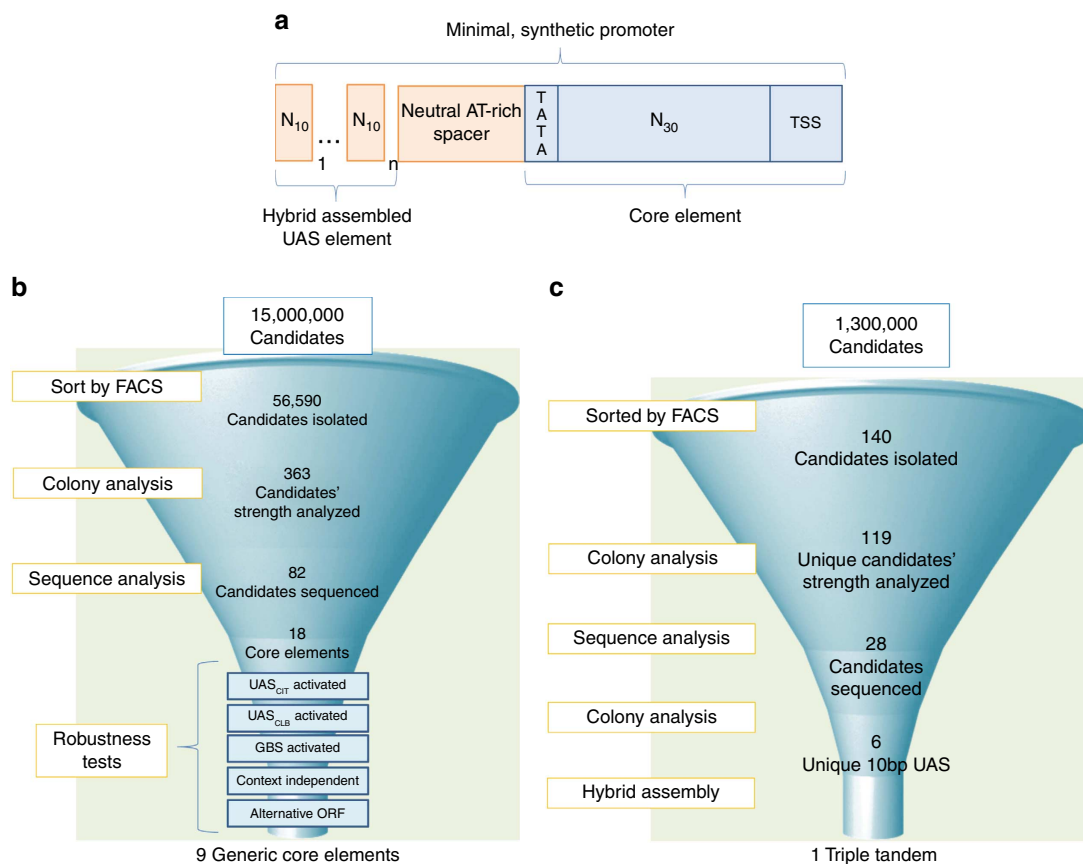 a
Minimal, synthetic promoter
N10
...
1
N10
n
Neutral AT-rich
spacer
TATA
N30
TSS
Hybrid assembled
UAS element
Core element
b
15,000,000
Candidates
Sort by FACS
56,590
Candidates isolated
Colony analysis
363
Candidates'
strength analyzed
Sequence analysis
82
Candidates sequenced
18
Core elements
Robustness
tests
UASCIT activated
UASCLB activated
GBS activated
Context independent
Alternative ORF
9 Generic core elements
c
1,300,000
Candidates
Sorted by FACS
140
Candidates isolated
Colony analysis
119
Unique candidates'
strength analyzed
Sequence analysis
28
Candidates
sequenced
Colony analysis
6
Unique 10bp UAS
Hybrid assembly
1 Triple tandem